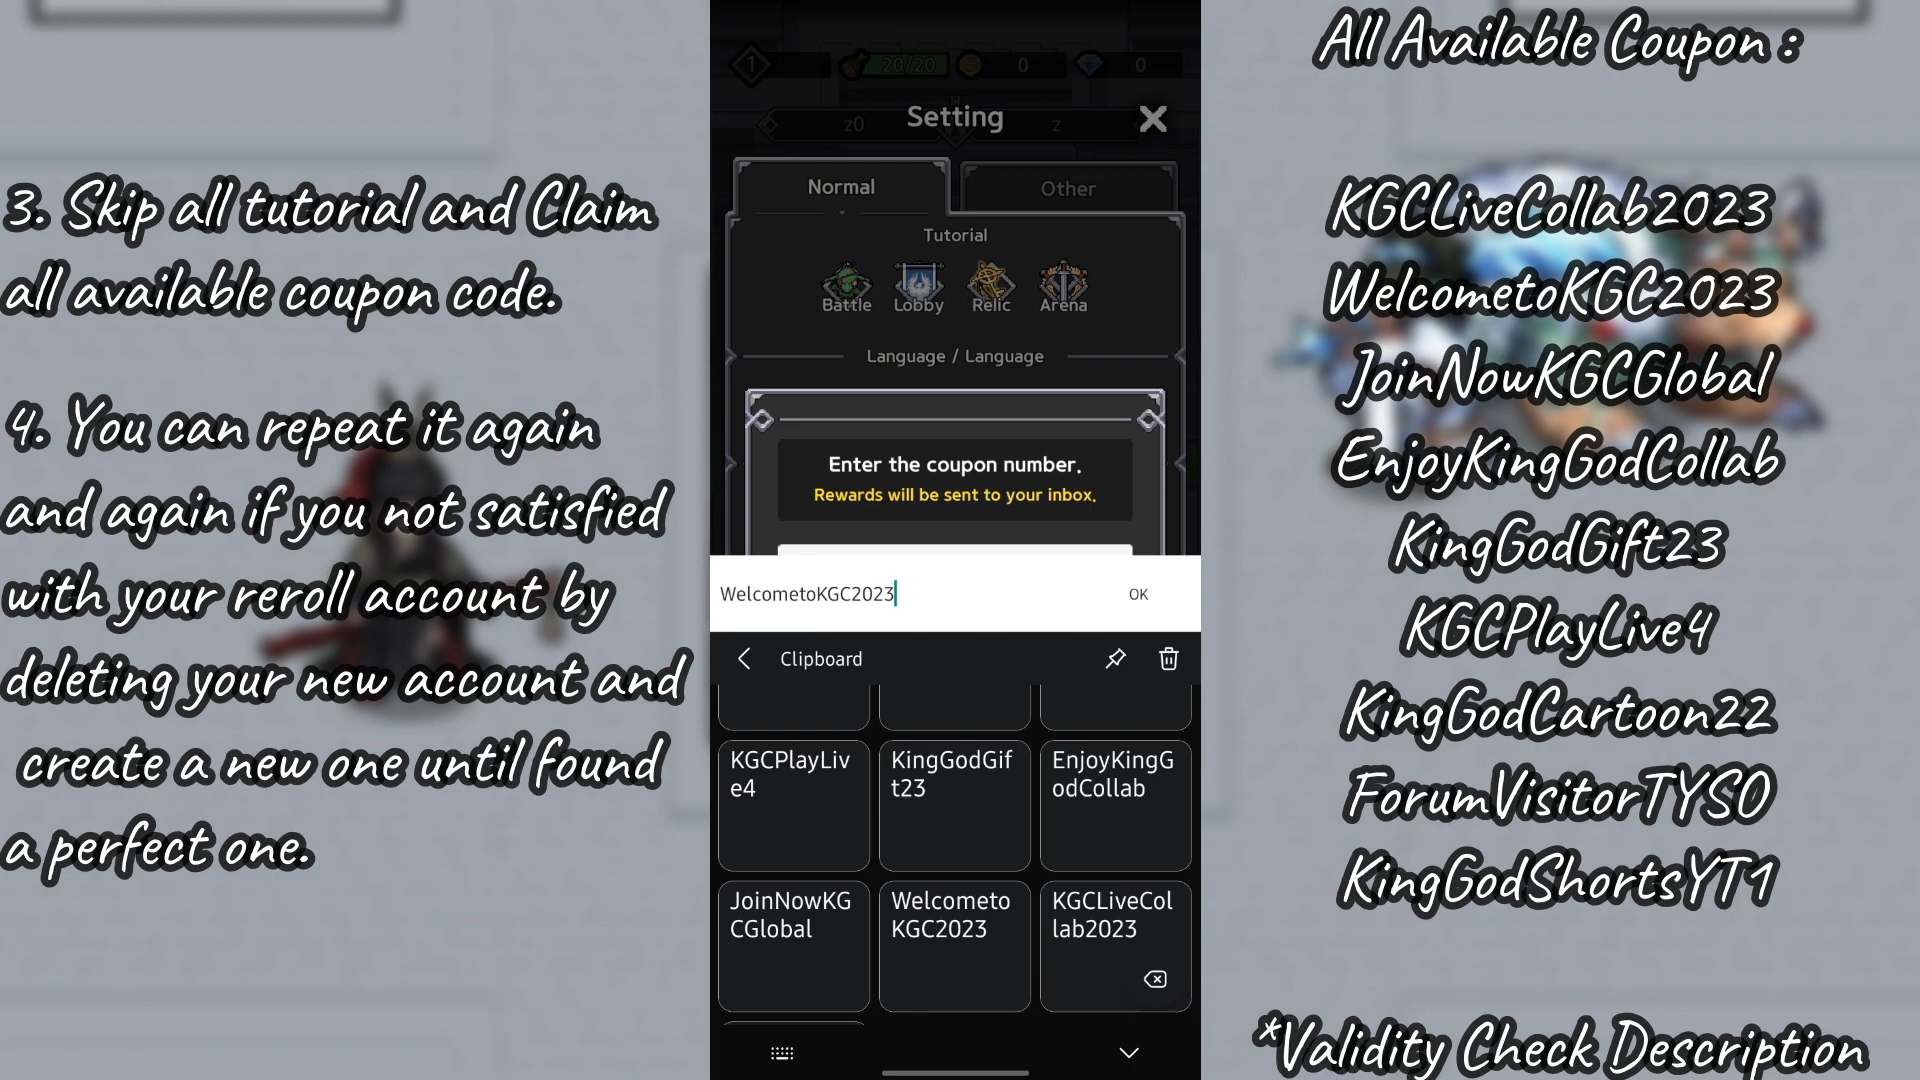 3. Skip all tutorial and Claim
all available coupon code.
4. You can repeat it again
and again if you not satisfied
with your reroll account by
deleting your new account and
create a new one until found
a perfect one.
1
20/20
0
0
Setting
z0
z
Normal
Other
Tutorial
Battle
Lobby
Relic
Arena
Language / Language
Enter the coupon number.
Rewards will be sent to your inbox.
WelcometoKGC2023
OK
Clipboard
KGCPlayLiv
e4
KingGodGif
t23
EnjoyKingG
odCollab
JoinNowKG
CGlobal
Welcometo
KGC2023
KGCLiveCol
lab2023
All Available Coupon :
KGCLiveCollab2023
WelcometoKGC2023
JoinNowKGCGlobal
EnjoyKingGodCollab
KingGodGift23
KGCPlayLive4
KingGodCartoon22
ForumVisitorTYSO
KingGodShortsYT1
*Validity Check Description